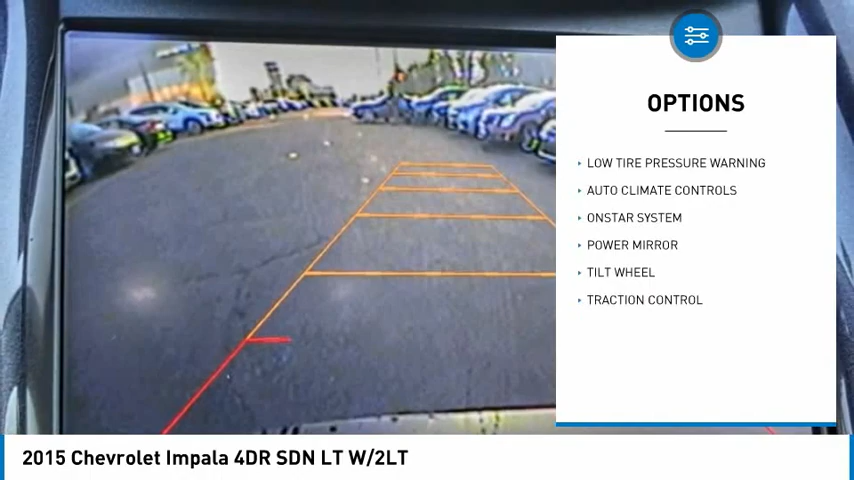 OPTIONS
LOW TIRE PRESSURE WARNING
AUTO CLIMATE CONTROLS
ONSTAR SYSTEM
POWER MIRROR
TILT WHEEL
TRACTION CONTROL
2015 Chevrolet Impala 4DR SDN LT W/2LT